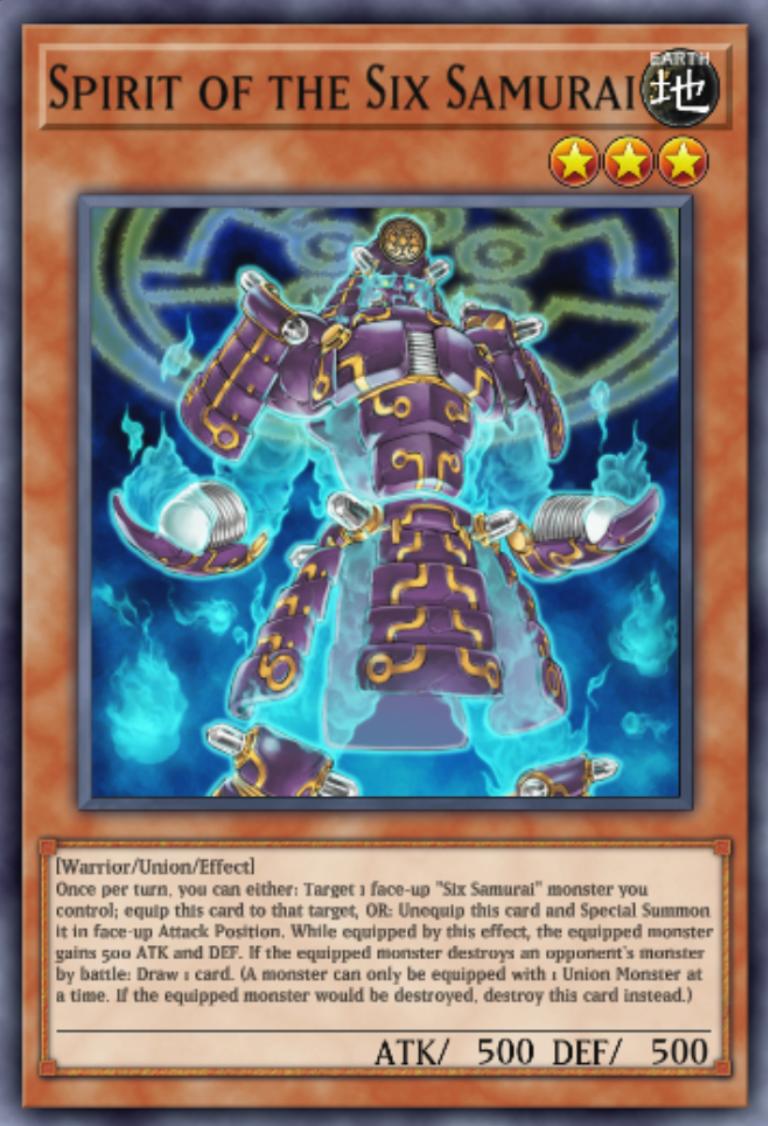 Spirit of the Six Samurai
EARTH
地
[Warrior/Union/Effect]
Once per turn, you can either: Target 1 face-up "Six Samurai" monster you
control; equip this card to that target, OR: Unequip this card and Special Summon
it in face-up Attack Position. While equipped by this effect, the equipped monster
gains 500 ATK and DEF. If the equipped monster destroys an opponent's monster
by battle: Draw 1 card. (A monster can only be equipped with 1 Union Monster at
a time. If the equipped monster would be destroyed, destroy this card instead.)
ATK/ 500 DEF/ 500